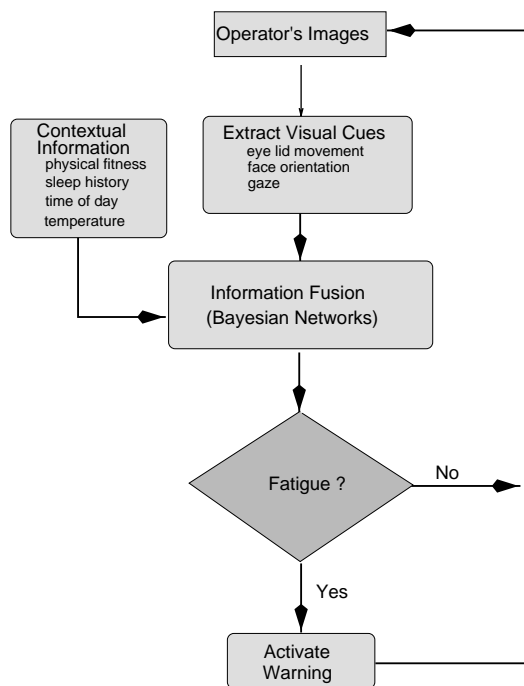 Operator's Images
Contextual
Information
physical fitness
sleep history
time of day
temperature
Extract Visual Cues
eye lid movement
face orientation
gaze
Information Fusion
(Bayesian Networks)
Fatigue ?
No
Yes
Activate
Warning